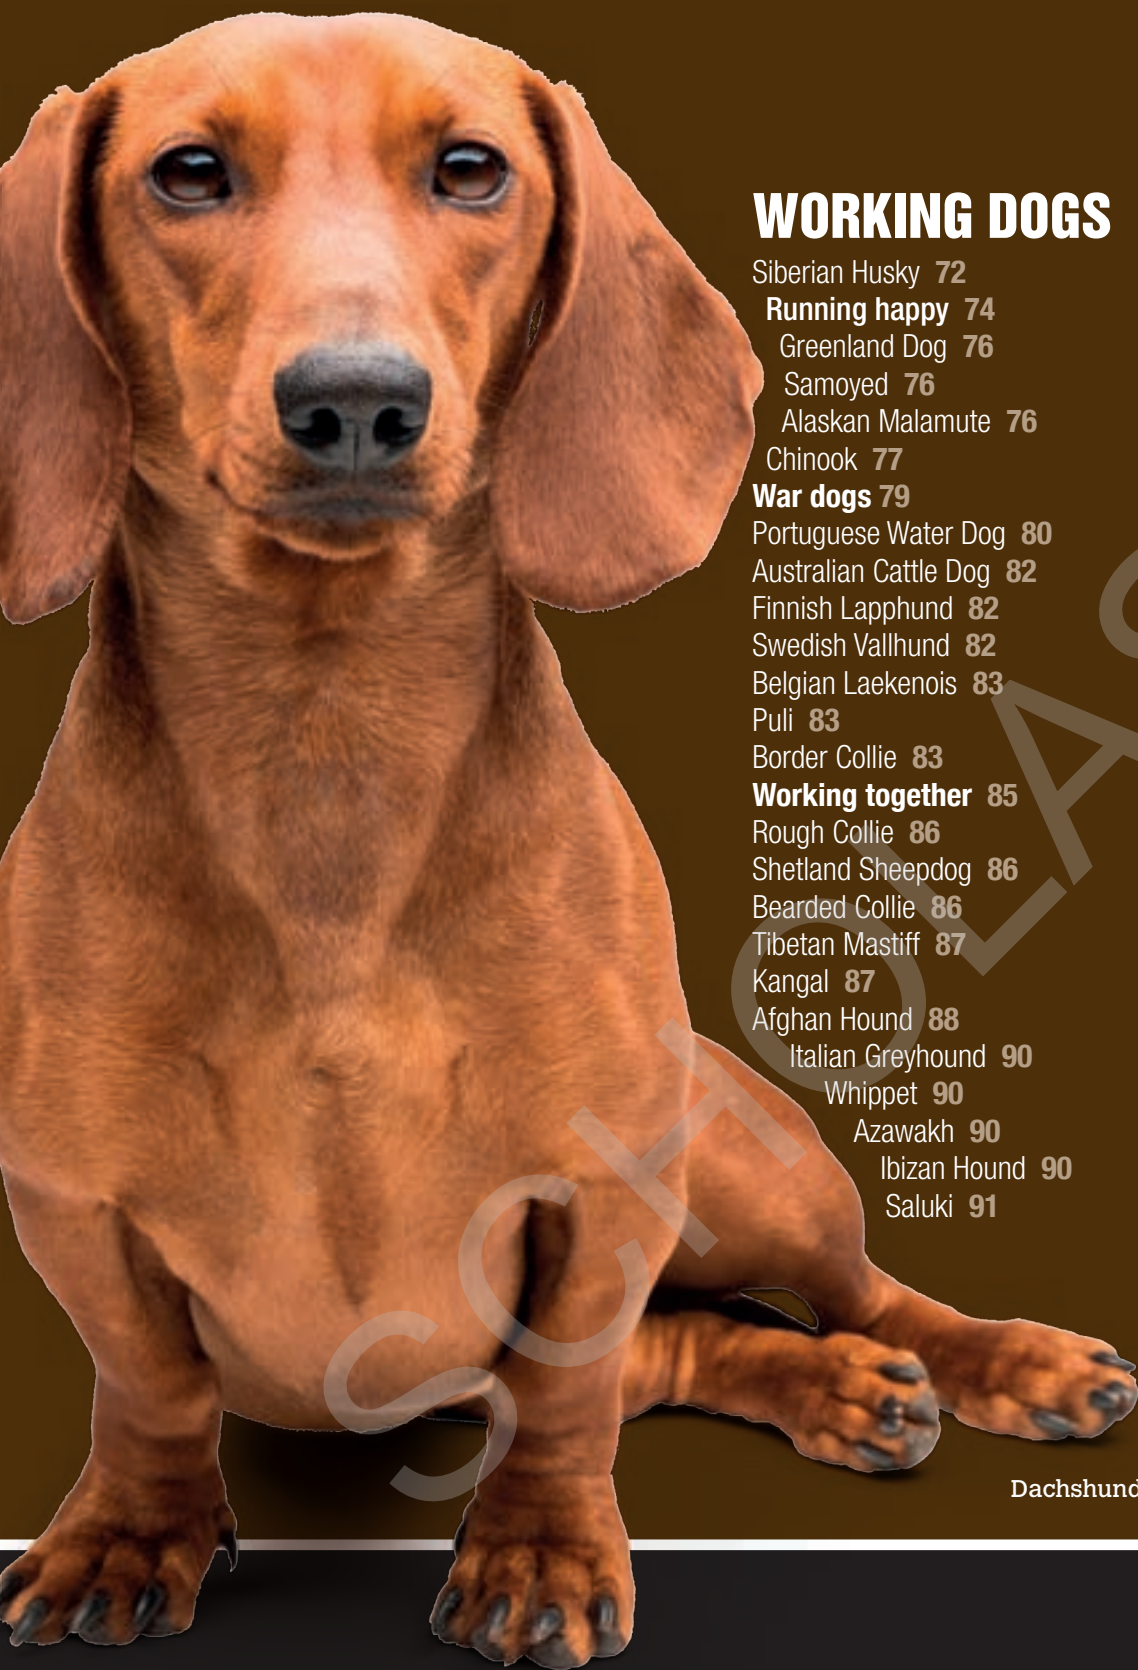 WORKING DOGS
Siberian Husky 72
Running happy 74
Greenland Dog 76
Samoyed 76
Alaskan Malamute 76
Chinook 77
War dogs 79
Portuguese Water Dog 80
Australian Cattle Dog 82
Finnish Lapphund 82
Swedish Vallhund 82
Belgian Laekenois 83
Puli 83
Border Collie 83
Working together 85
Rough Collie 86
Shetland Sheepdog 86
Bearded Collie 86
Tibetan Mastiff 87
Kangal 87
Afghan Hound 88
Italian Greyhound 90
Whippet 90
Azawakh 90
Ibizan Hound 90
Saluki 91
Dachshund
SCHOLAS